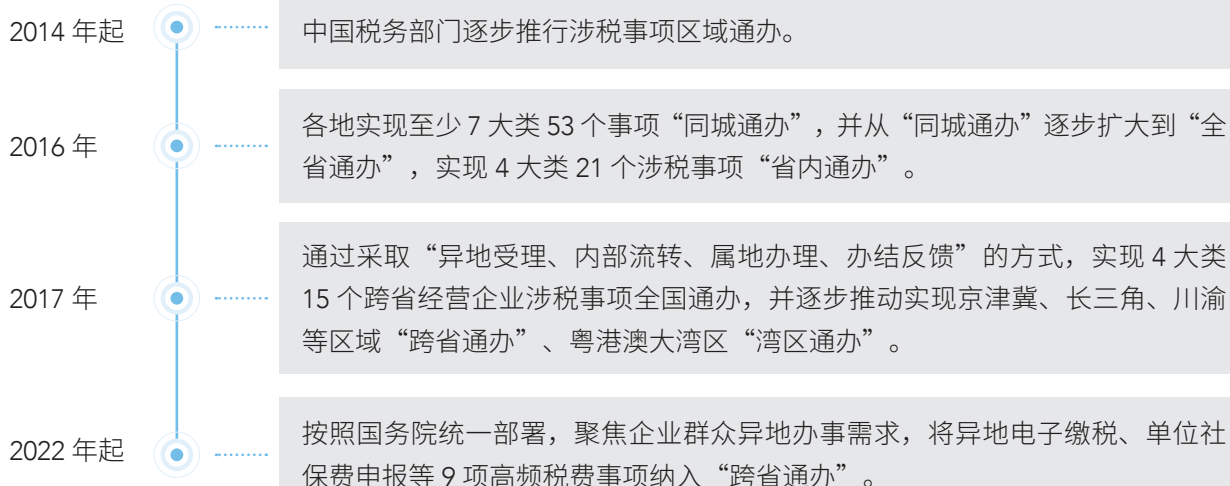 2014 年起
中国税务部门逐步推行涉税事项区域通办。
2016 年
各地实现至少 7 大类 53 个事项“同城通办”,并从“同城通办”逐步扩大到“全
省通办”,实现 4 大类 21 个涉税事项“省内通办”。
2017 年
通过采取“异地受理、内部流转、属地办理、办结反馈”的方式,实现 4 大类
15 个跨省经营企业涉税事项全国通办,并逐步推动实现京津冀、长三角、川渝
等区域“跨省通办”、粤港澳大湾区“湾区通办”。
2022 年起
按照国务院统一部署,聚焦企业群众异地办事需求,将异地电子缴税、单位社
保费申报等 9 项高频税费事项纳入“跨省通办”。